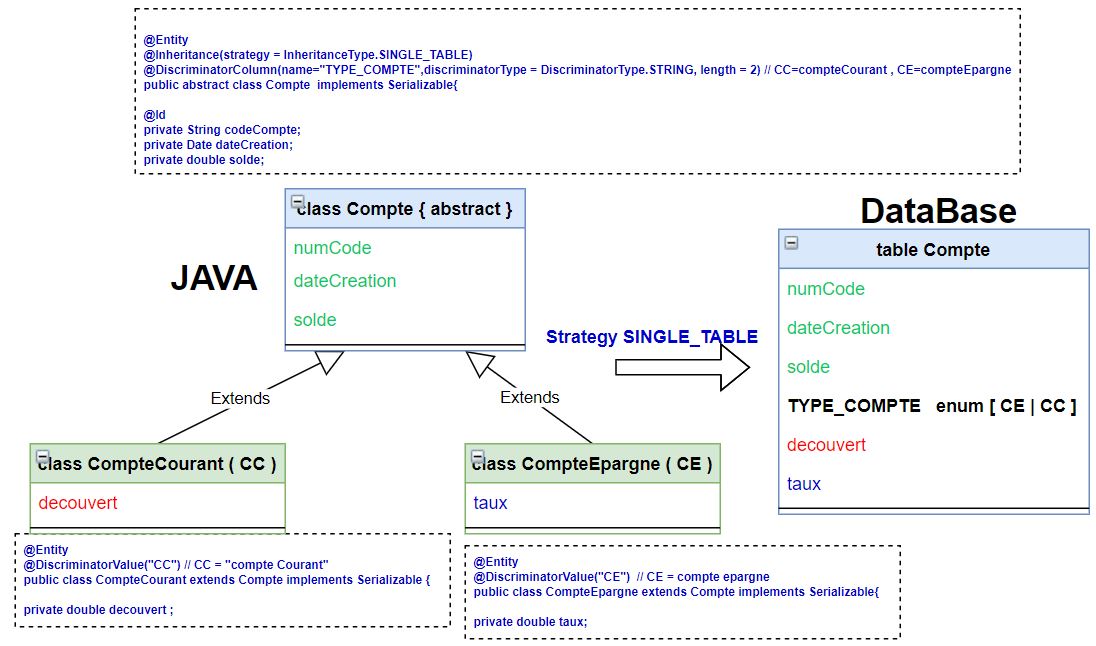 @Entity
@Inheritance(strategy = InheritanceType.SINGLE_TABLE)
@DiscriminatorColumn(name="TYPE_COMPTE",discriminatorType = DiscriminatorType.STRING, length = 2) // CC=compteCourant , CE=compteEpargne
public abstract class Compte  implements Serializable{
@Id
private String codeCompte;
private Date dateCreation;
private double solde;
JAVA
class Compte { abstract }
numCode
dateCreation
solde
Extends
Extends
class CompteCourant ( CC )
decouvert
@Entity
@DiscriminatorValue("CC") // CC = "compte Courant"
public class CompteCourant extends Compte implements Serializable {
private double decouvert ;
class CompteEpargne ( CE )
taux
@Entity
@DiscriminatorValue("CE")  // CE = compte epargne
public class CompteEpargne extends Compte implements Serializable{
private double taux;
Strategy SINGLE_TABLE
DataBase
table Compte
numCode
dateCreation
solde
TYPE_COMPTE   enum [ CE | CC ]
decouvert
taux